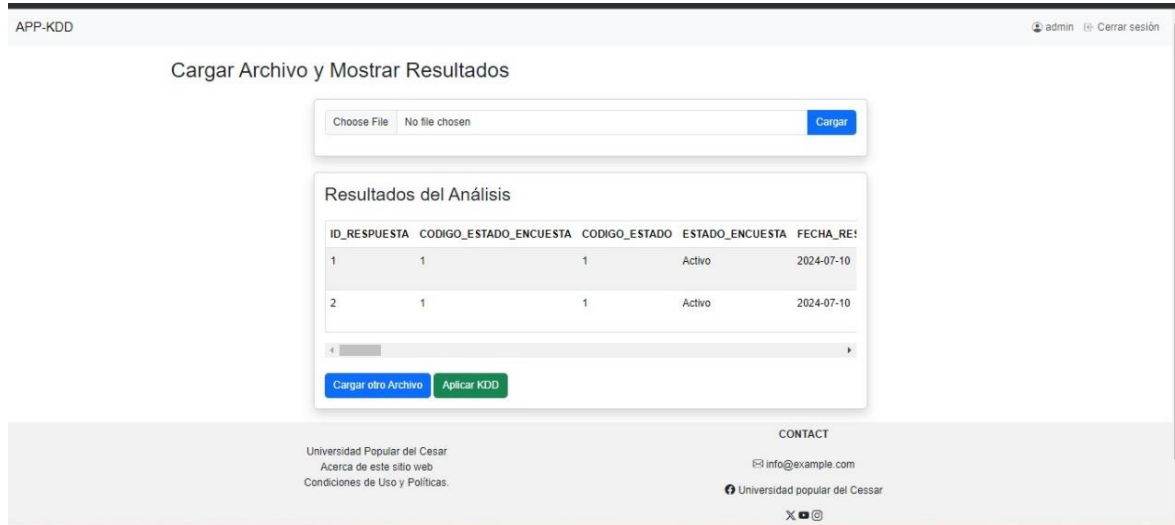 APP-KDD
admin Cerrar sesión
Cargar Archivo y Mostrar Resultados
Choose File No file chosen Cargar
Resultados del Análisis
ID_RESPUESTA CODIGO_ESTADO_ENCUESTA CODIGO_ESTADO ESTADO_ENCUESTA FECHA_RES
1 1 1 Activo 2024-07-10
2 1 1 Activo 2024-07-10
Cargar otro Archivo Aplicar KDD
Universidad Popular del Cesar
Acerca de este sitio web
Condiciones de Uso y Políticas.
CONTACT
info@example.com
Universidad popular del Cessar